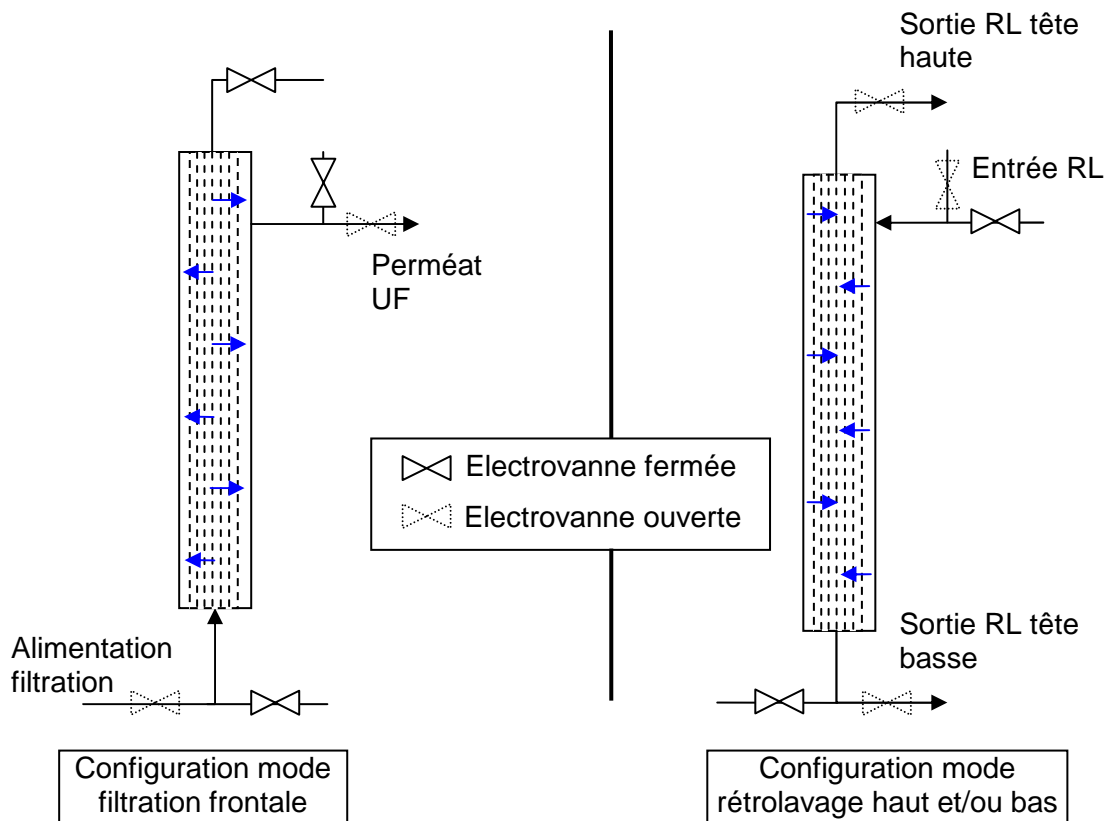 Sortie RL tête
haute
Entrée RL
Perméat
UF
Electrovanne fermée
Electrovanne ouverte
Alimentation
filtration
Sortie RL tête
basse
Configuration mode
filtration frontale
Configuration mode
rétrolavage haut et/ou bas